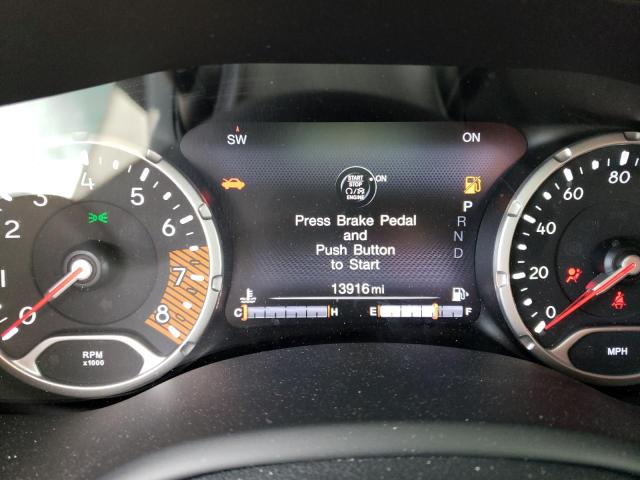 SW ON
START
STOP
ENGINE
ON
Press Brake Pedal
and
Push Button
to Start
13916 mi
C H E F
P
R
N
D
0 1 2 3 4 5 6 7 8
RPM
x1000
0 20 40 60 80
MPH